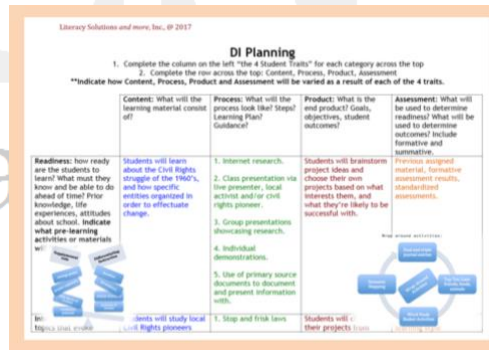 Literacy Solutions and more, Inc., @ 2017
DI Planning
1. Complete the column on the left "the 4 Student Traits" for each category across the top
2. Complete the row across the top: Content, Process, Product, Assessment
**Indicate how Content, Process, Product and Assessment will be varied as a result of each of the 4 traits.
Content: What will the
learning material consist
of?
Process: What will the
process look like? Steps?
Learning Plan?
Guidance?
Product: What is the
end product? Goals,
objectives, student
outcomes?
Assessment: What will
be used to determine
readiness? What will be
used to determine
outcomes? Include
formative and
summative.
Readiness: how ready
are the students to
learn? What must they
know and be able to do
ahead of time? Prior
knowledge, life
experiences, attitudes
about school. Indicate
what pre-learning
activities or materials
Students will learn
about the Civil Rights
struggle of the 1960's,
and how specific
entities organized in
order to effectuate
change.
1. Internet research.
2. Class presentation via
live presenter, local
activist and/or civil
rights pioneer.
3. Group presentations
showcasing research.
4. Individual
demonstrations.
5. Use of primary source
documents to document
and present information
with.
Students will brainstorm
project ideas and
choose their own
projects based on what
interests them, and
what they're likely to be
successful with.
Previous assigned
material, formative
assessment results,
standardized
assessments.
Wrap around activities:
topics that evoke
students will study local
Civil Rights pioneers
1. Stop and frisk laws
Students will
their projects from
learning